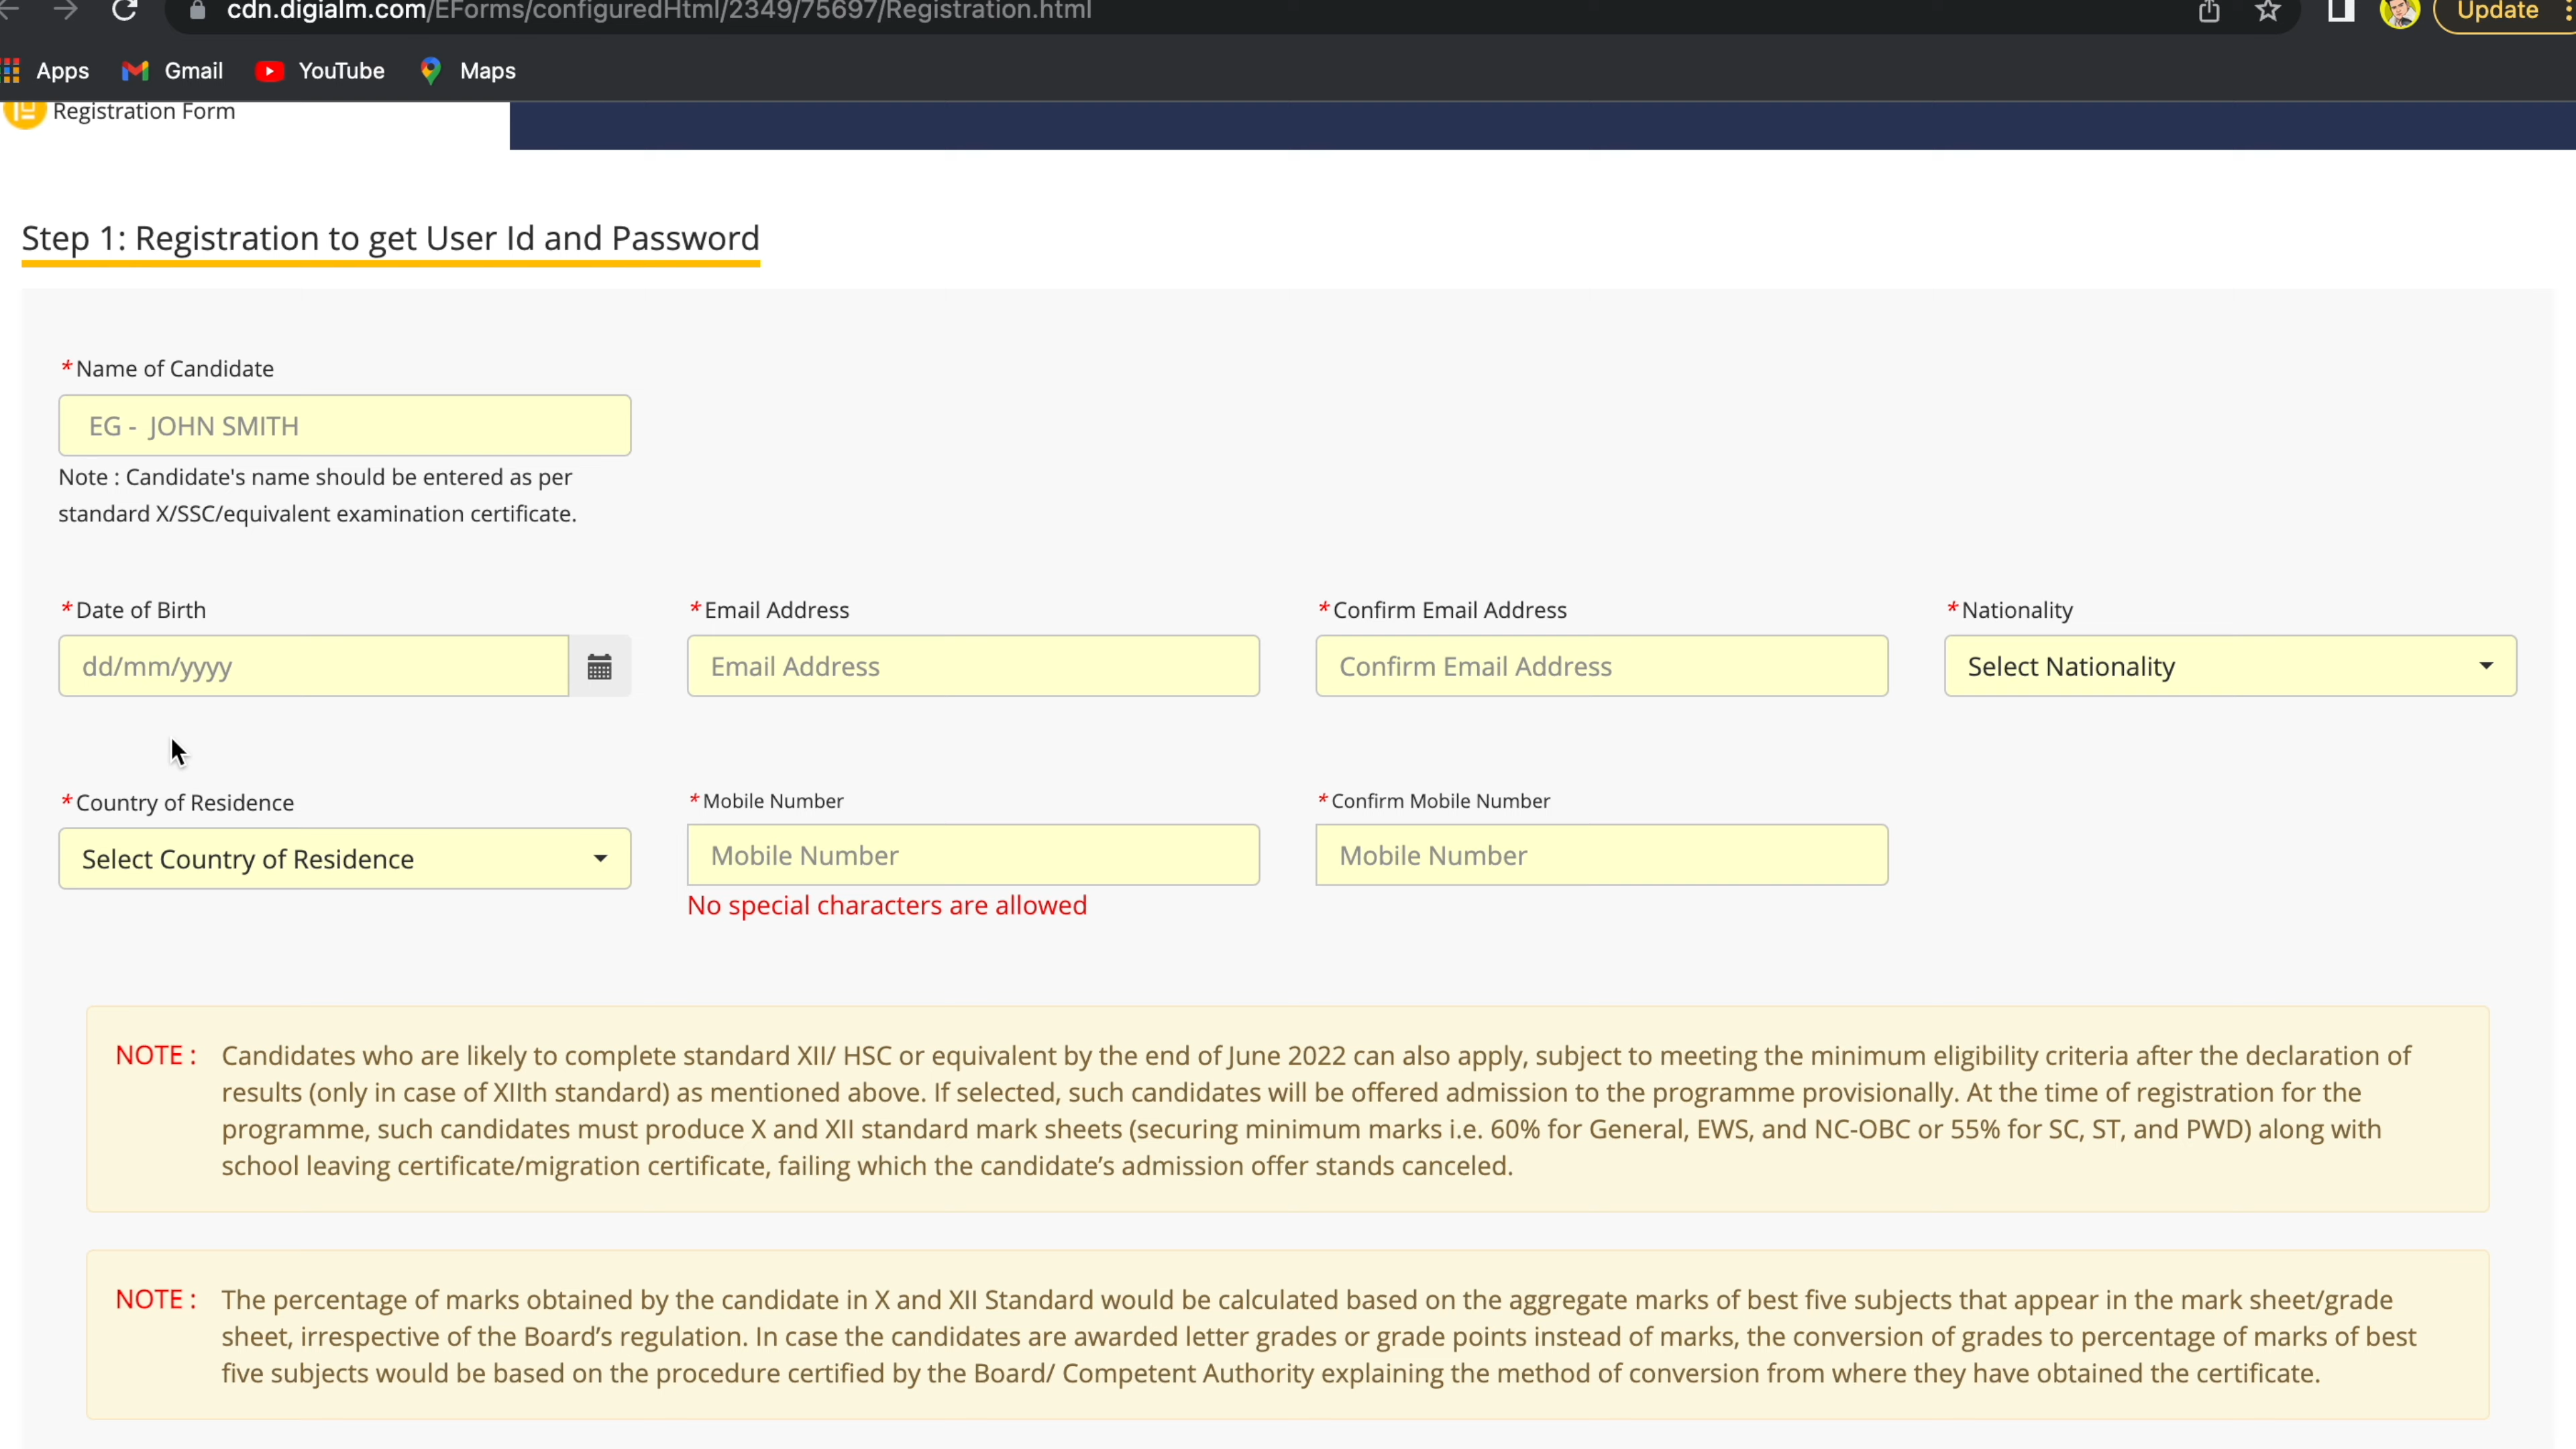 cdn.digialm.com/EForms/configuredHtml/2349/75697/Registration.html
Update
Apps
Gmail
YouTube
Maps
Registration Form
Step 1: Registration to get User Id and Password
*Name of Candidate
EG - JOHN SMITH
Note : Candidate's name should be entered as per
standard X/SSC/equivalent examination certificate.
*Date of Birth
*Email Address
*Confirm Email Address
*Nationality
dd/mm/yyyy
Email Address
Confirm Email Address
Select Nationality
*Country of Residence
*Mobile Number
*Confirm Mobile Number
Select Country of Residence
Mobile Number
Mobile Number
No special characters are allowed
NOTE : Candidates who are likely to complete standard XII/ HSC or equivalent by the end of June 2022 can also apply, subject to meeting the minimum eligibility criteria after the declaration of
results (only in case of XIIth standard) as mentioned above. If selected, such candidates will be offered admission to the programme provisionally. At the time of registration for the
programme, such candidates must produce X and XII standard mark sheets (securing minimum marks i.e. 60% for General, EWS, and NC-OBC or 55% for SC, ST, and PWD) along with
school leaving certificate/migration certificate, failing which the candidate’s admission offer stands canceled.
NOTE : The percentage of marks obtained by the candidate in X and XII Standard would be calculated based on the aggregate marks of best five subjects that appear in the mark sheet/grade
sheet, irrespective of the Board’s regulation. In case the candidates are awarded letter grades or grade points instead of marks, the conversion of grades to percentage of marks of best
five subjects would be based on the procedure certified by the Board/ Competent Authority explaining the method of conversion from where they have obtained the certificate.